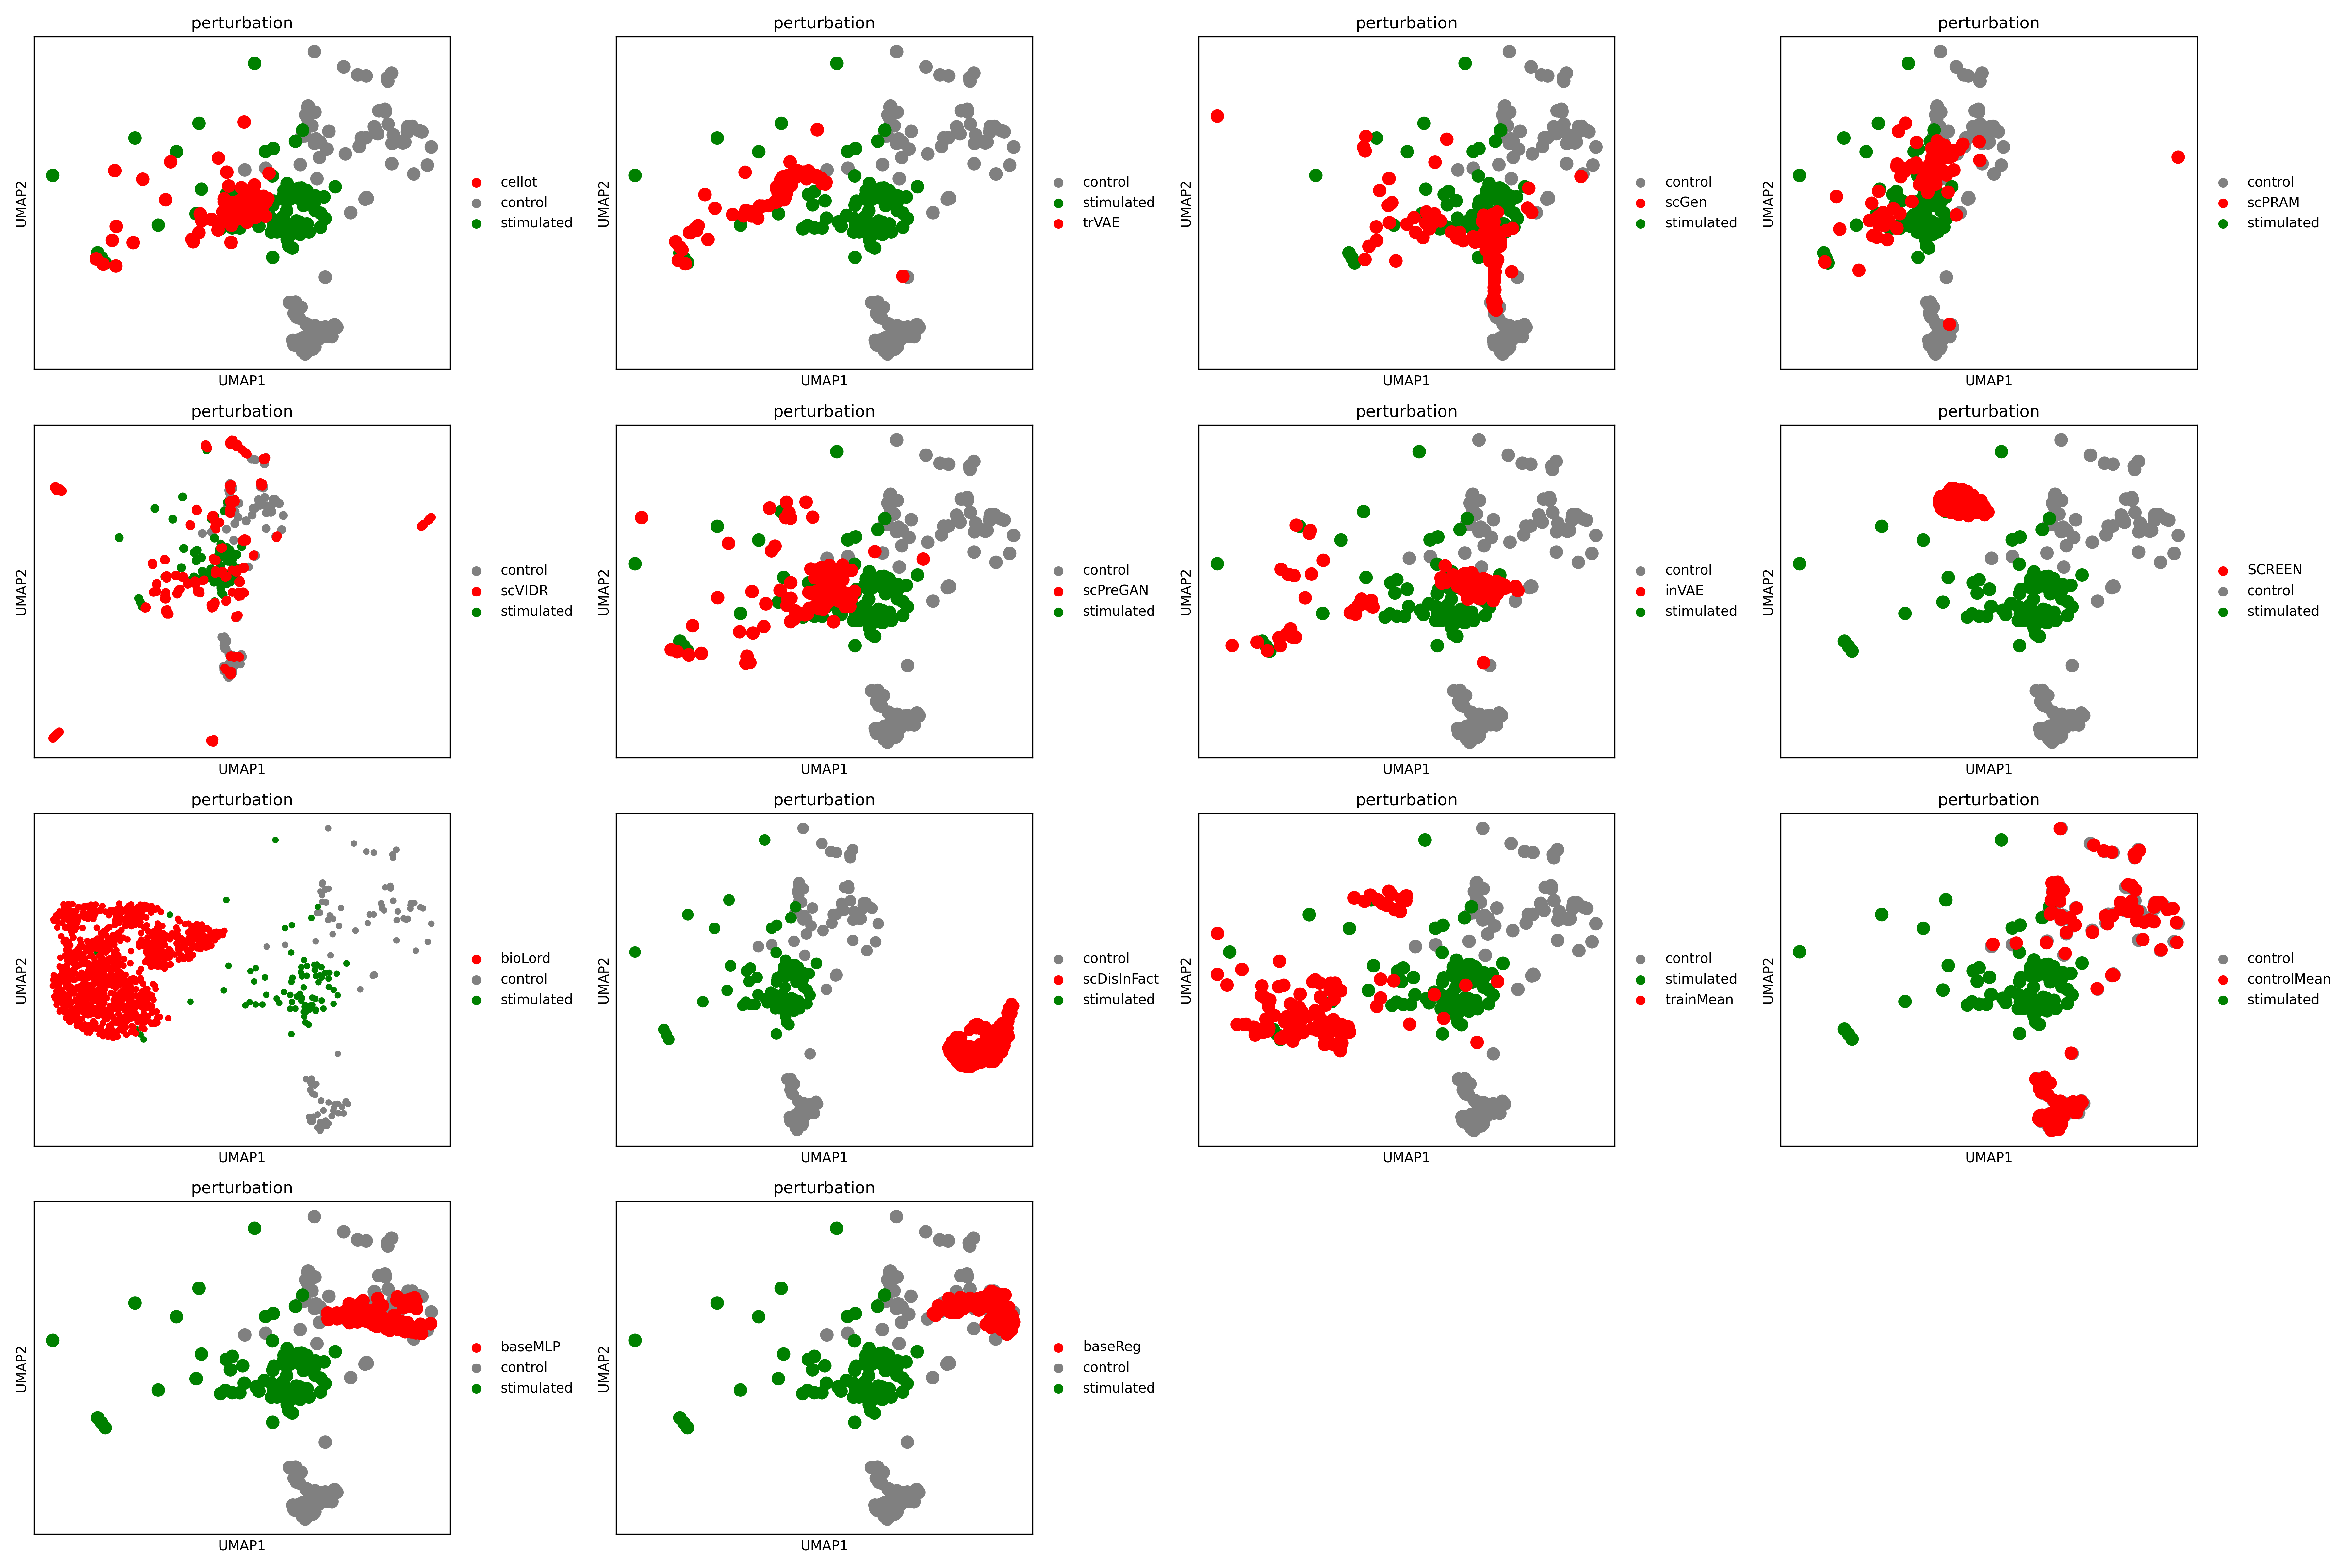 perturbation
UMAP2
UMAP1
cellot
control
stimulated
perturbation
UMAP2
UMAP1
control
stimulated
trVAE
perturbation
UMAP2
UMAP1
control
scGen
stimulated
perturbation
UMAP2
UMAP1
control
scPRAM
stimulated
perturbation
UMAP2
UMAP1
control
scVIDR
stimulated
perturbation
UMAP2
UMAP1
control
scPreGAN
stimulated
perturbation
UMAP2
UMAP1
control
inVAE
stimulated
perturbation
UMAP2
UMAP1
SCREEN
control
stimulated
perturbation
UMAP2
UMAP1
bioLord
control
stimulated
perturbation
UMAP2
UMAP1
control
scDisInFact
stimulated
perturbation
UMAP2
UMAP1
control
stimulated
trainMean
perturbation
UMAP2
UMAP1
control
controlMean
stimulated
perturbation
UMAP2
UMAP1
baseMLP
control
stimulated
perturbation
UMAP2
UMAP1
baseReg
control
stimulated